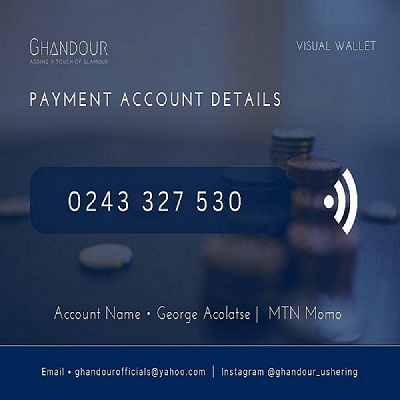 GHANDOUR
ADDING A TOUCH OF GLAMOUR
VISUAL WALLET
PAYMENT ACCOUNT DETAILS
0243 327 530
Account Name • George Acolatse | MTN Momo
Email • ghandourofficials@yahoo.com | Instagram @ghandour_ushering